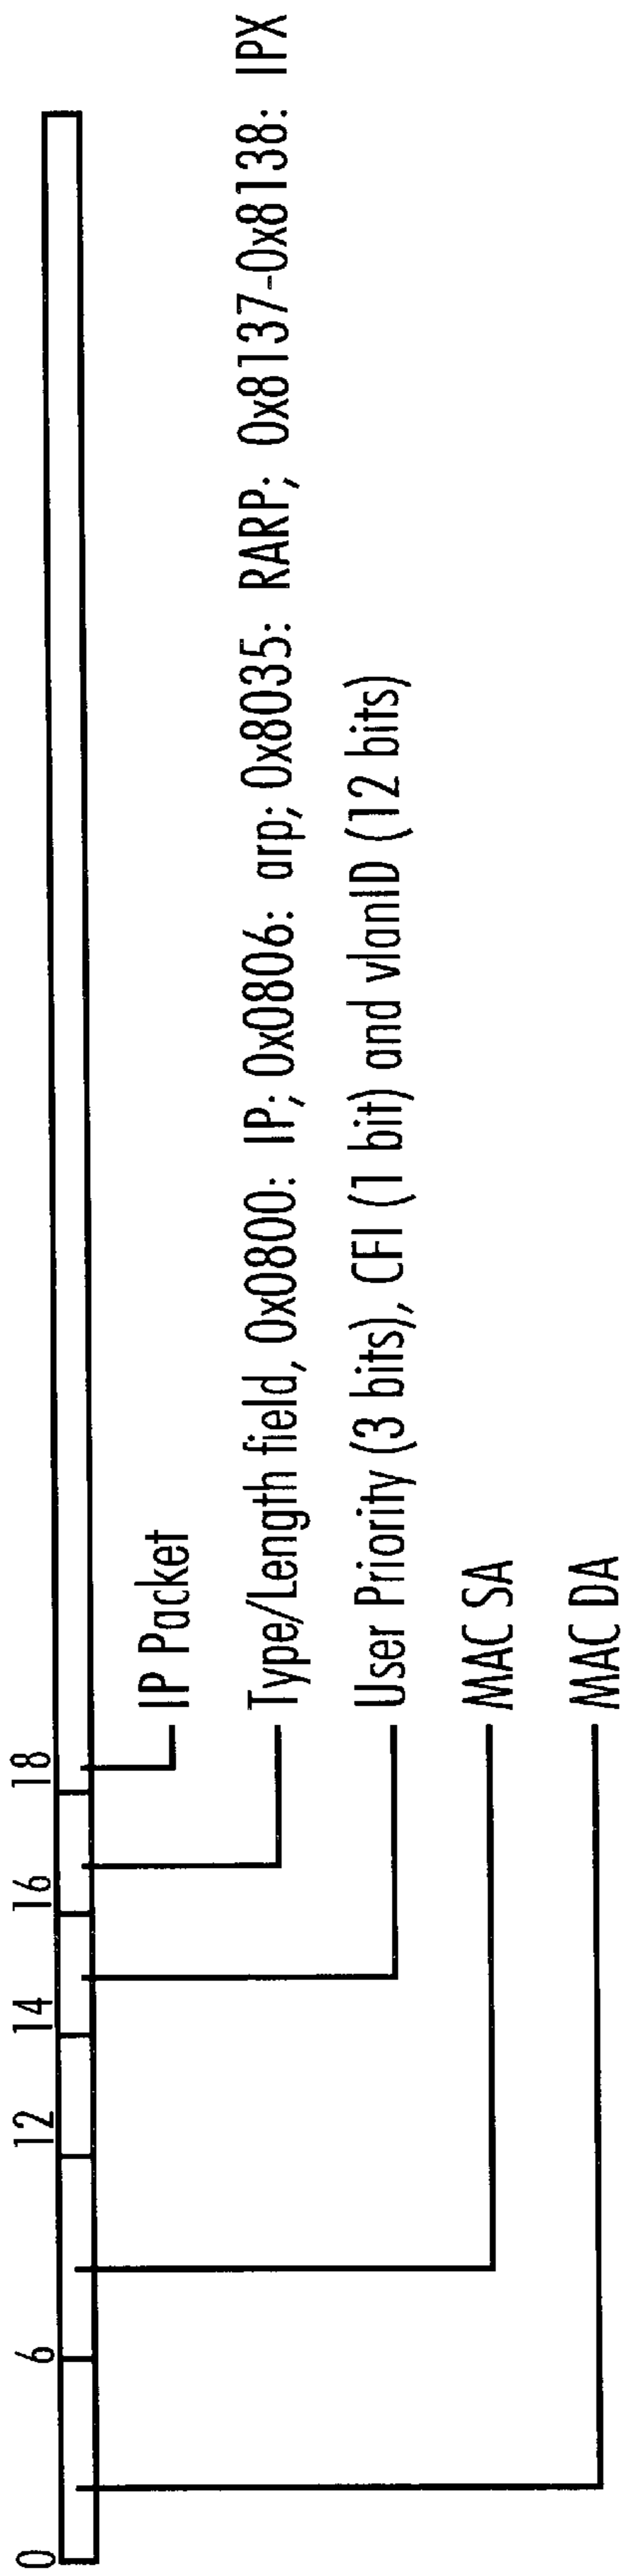 0 6 12 14 16 18
IP Packet
Type/Length field, 0x0800: IP; 0x0806: arp; 0x8035: RARP; 0x8137-0x8138: IPX
User Priority (3 bits), CFI (1 bit) and vlanID (12 bits)
MAC SA
MAC DA